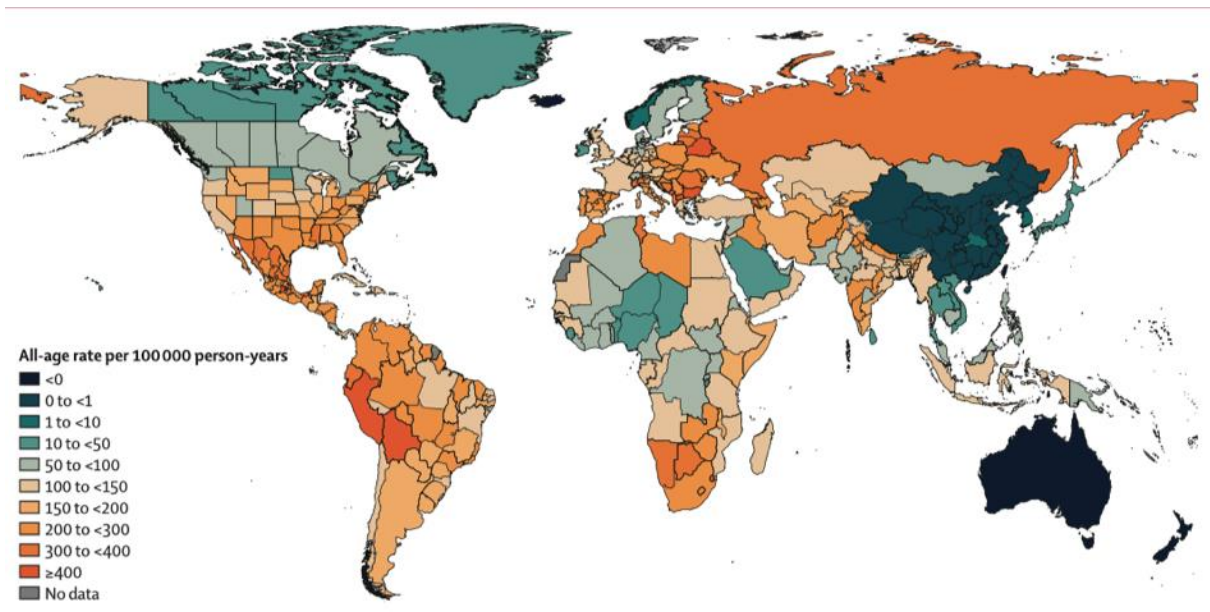 All-age rate per 100 000 person-years
<0
0 to <1
1 to <10
10 to <50
50 to <100
100 to <150
150 to <200
200 to <300
300 to <400
≥400
No data